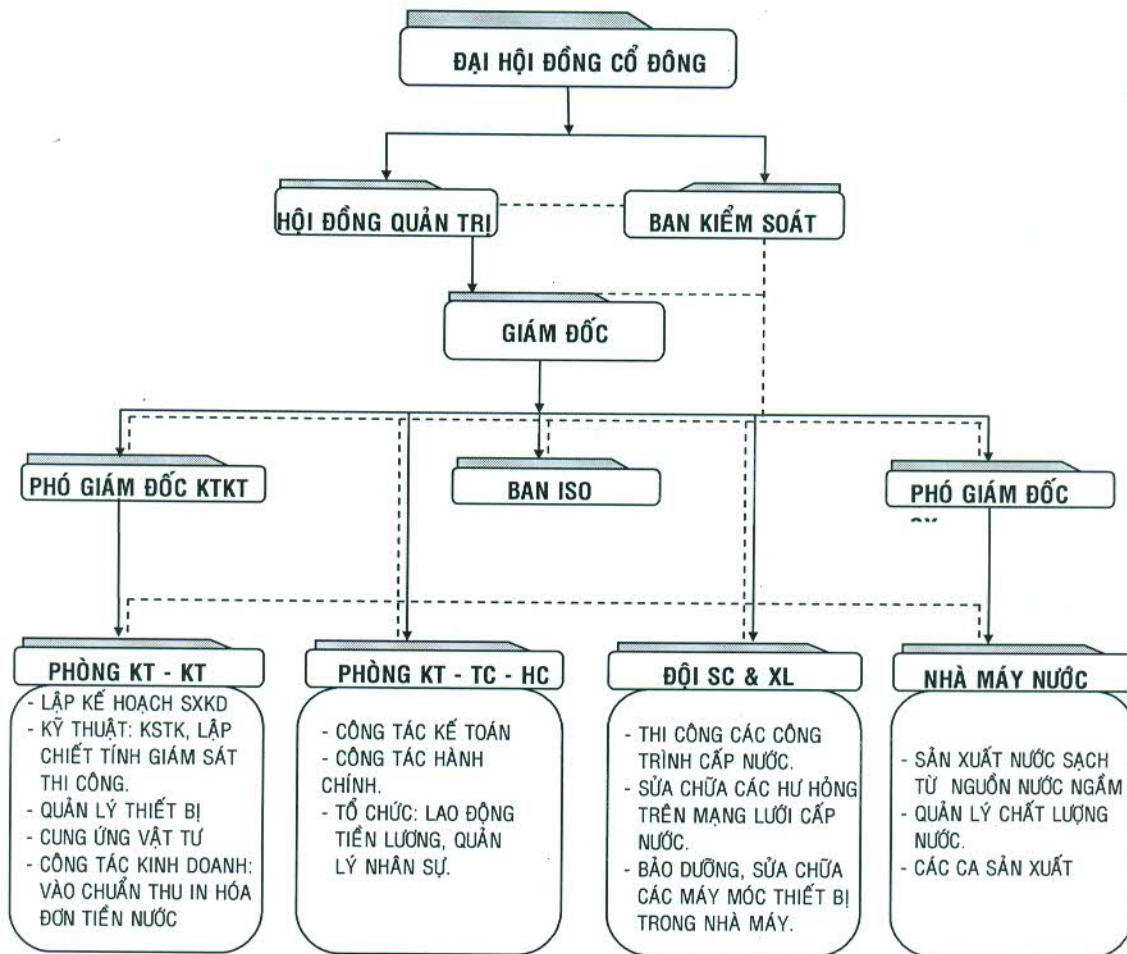 ĐẠI HỘI ĐỒNG CỔ ĐÔNG
HỘI ĐỒNG QUẢN TRỊ
BAN KIỂM SOÁT
GIÁM ĐỐC
PHÓ GIÁM ĐỐC KTKT
BAN ISO
PHÓ GIÁM ĐỐC
PHÒNG KT - KT
- LẬP KẾ HOẠCH SXKD
- KỸ THUẬT: KSTK, LẬP
CHIẾT TÍNH GIÁM SÁT
THI CÔNG.
- QUẢN LÝ THIẾT BỊ
- CUNG ỨNG VẬT TƯ
- CÔNG TÁC KINH DOANH:
VÀO CHUẨN THU IN HÓA
ĐƠN TIỀN NƯỚC
PHÒNG KT - TC - HC
- CÔNG TÁC KẾ TOÁN
- CÔNG TÁC HÀNH
CHÍNH.
- TỔ CHỨC: LAO ĐỘNG
TIỀN LƯƠNG, QUẢN
LÝ NHÂN SỰ.
ĐỘI SC & XL
- THI CÔNG CÁC CÔNG
TRÌNH CẤP NƯỚC.
- SỬA CHỮA CÁC HƯ HỎNG
TRÊN MẠNG LƯỚI CẤP
NƯỚC.
- BẢO DƯỠNG, SỬA CHỮA
CÁC MÁY MÓC THIẾT BỊ
TRONG NHÀ MÁY.
NHÀ MÁY NƯỚC
- SẢN XUẤT NƯỚC SẠCH
TỪ NGUỒN NƯỚC NGẦM
- QUẢN LÝ CHẤT LƯỢNG
NƯỚC.
- CÁC CA SẢN XUẤT